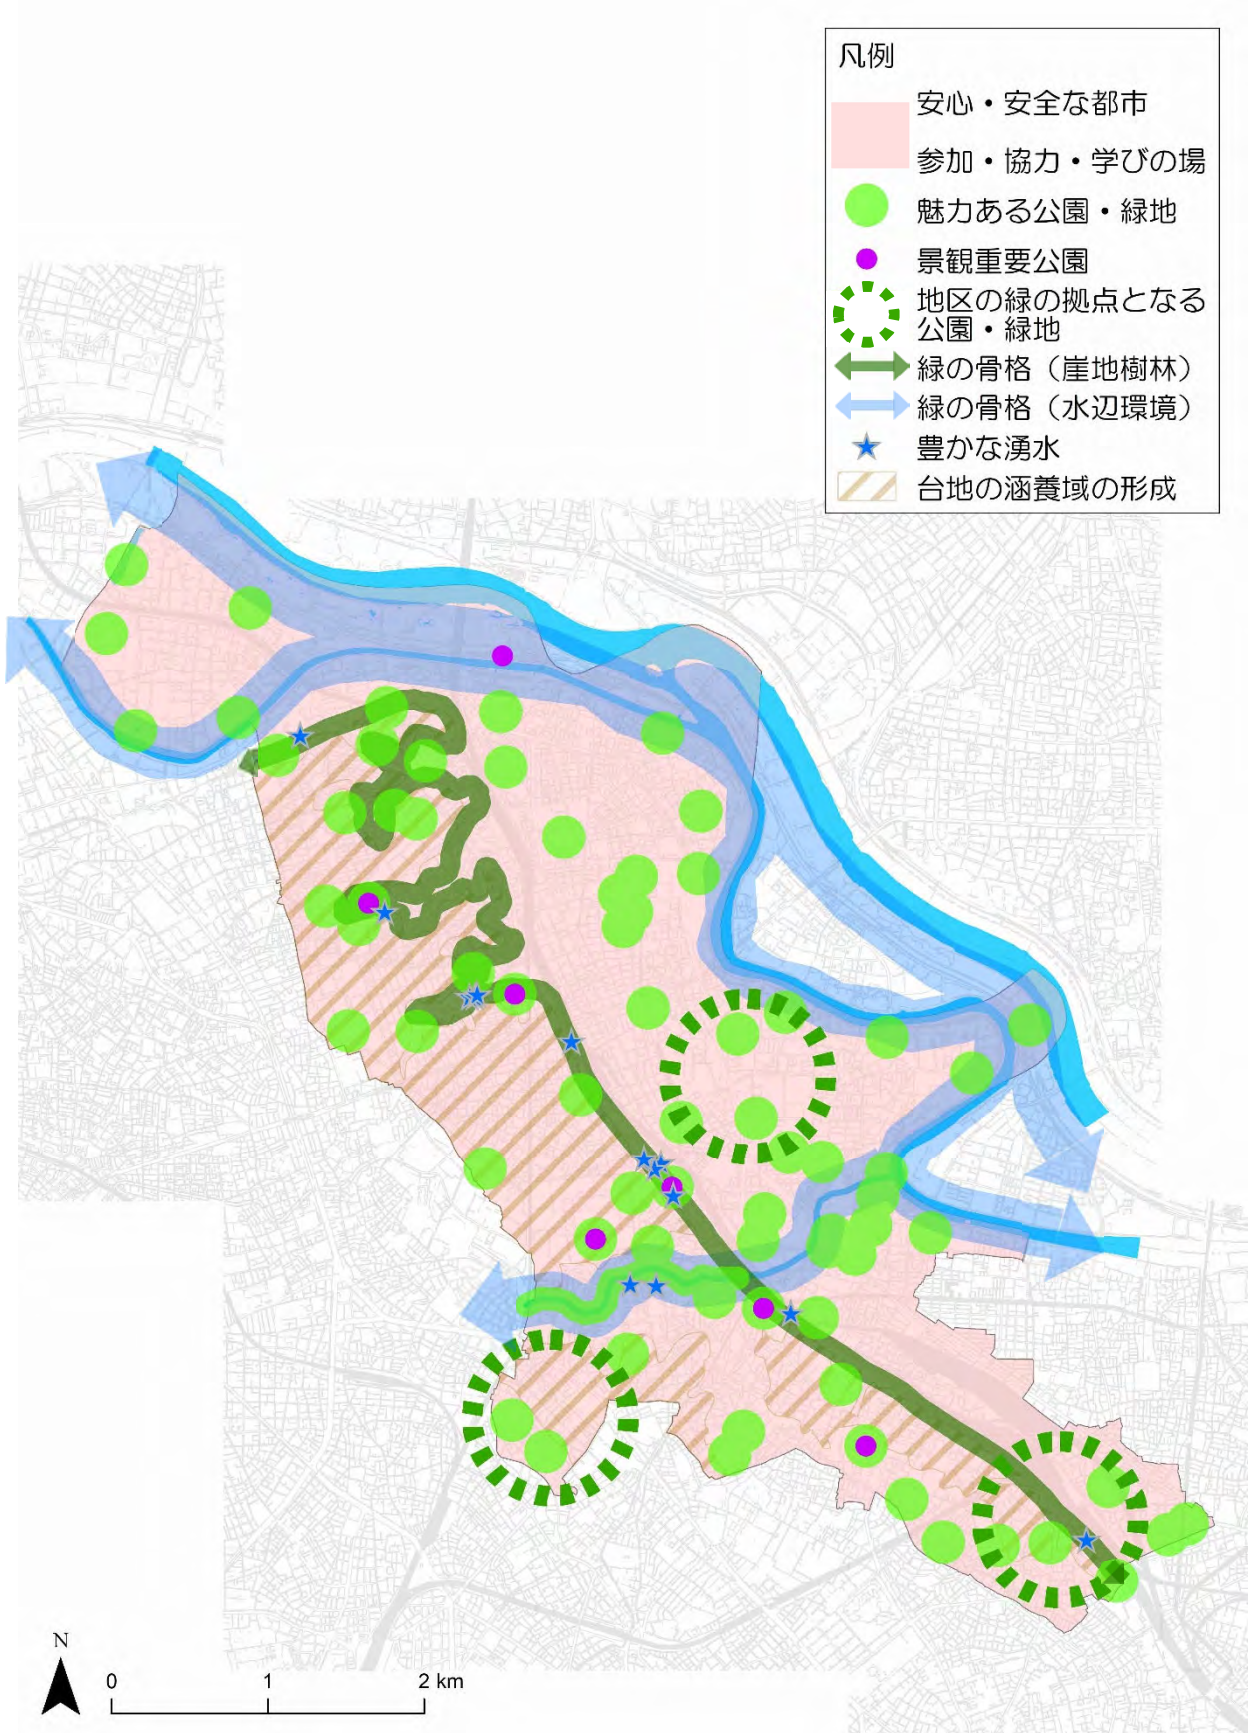 凡例
安心・安全な都市
参加・協力・学びの場
魅力ある公園・緑地
景観重要公園
地区の緑の拠点となる
公園・緑地
緑の骨格（崖地樹林）
緑の骨格（水辺環境）
豊かな湧水
台地の涵養域の形成
N
0 1 2 km